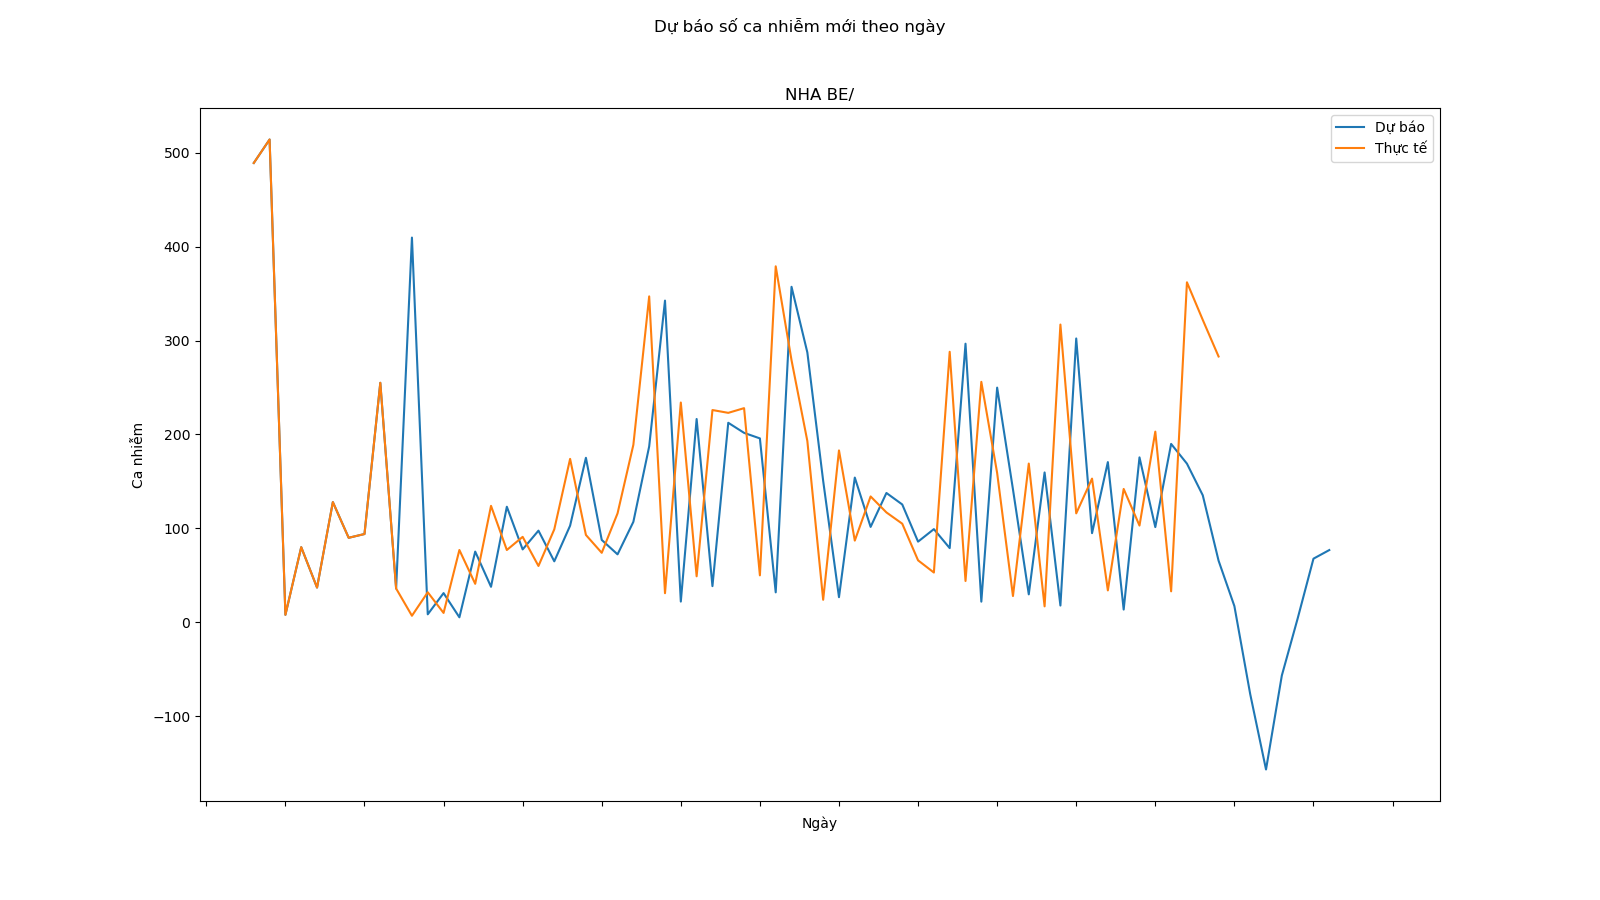 Dự báo số ca nhiễm mới theo ngày
NHA BE/
Dự báo
Thực tế
500
400
300
200
100
0
−100
Ca nhiễm
Ngày